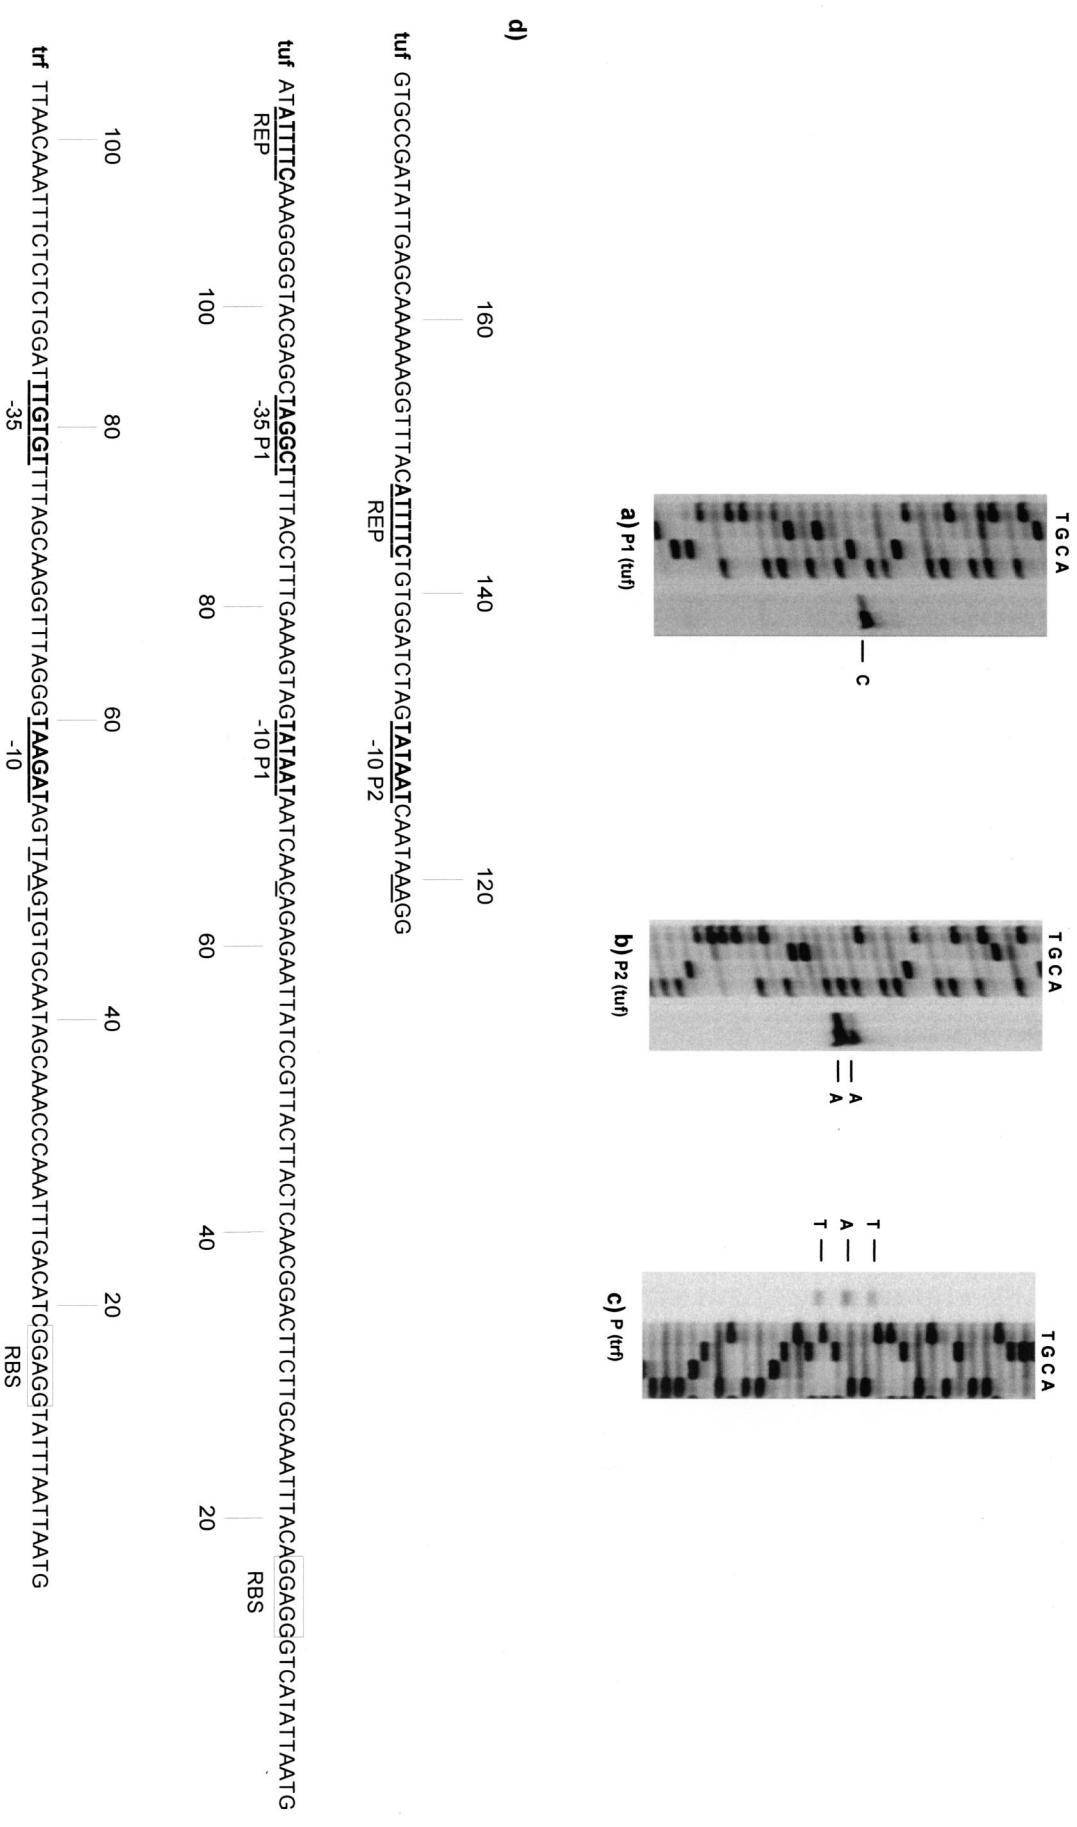 T G C A
T G C A
T G C A
C
A
A
T
A
T
a) P1 (tuf)
b) P2 (tuf)
c) P (trf)
d)
160 140 120
tuf GTGCCGATATTGAGCAAAAAGGTTTACATTTTCTGTGGATCTAGTATAATCAATAAAGG
REP -10 P2
tuf ATATTTTCAAAGGGGTACGAGCTAGGCTTTTACCTTTGAAAGTAGTATAATAATCAACAGAGAATTATCCGTTACTTACTCAACGGACTTCTTGCAATTTACAGGAGGGTCATATTAATG
REP -35 P1 -10 P1 RBS
100 80 60 40 20
100 80 60 40 20
trf TTAACAAATTTCTCTCTGGATTTGTGTTTTAGCAAGGTTTAGGGTAAGATAGTTAAGTGTGCAATAGCAAACCCAAATTTGACATCGGAGGTATTTAATTAATG
-35 -10 RBS